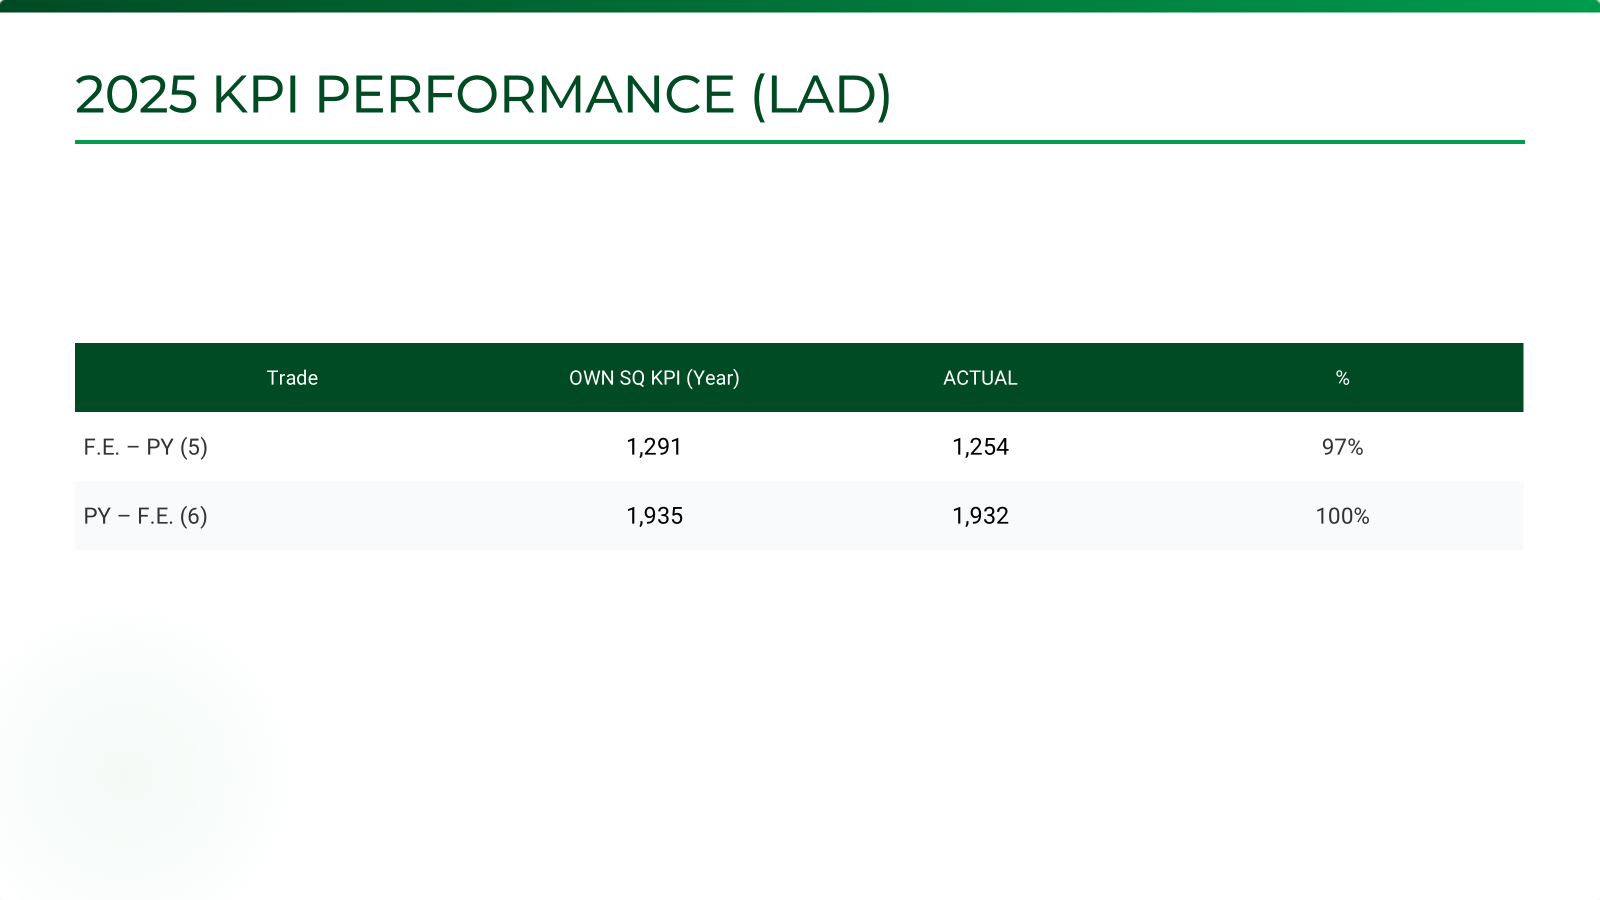 2025 KPI PERFORMANCE (LAD)
Trade OWN SQ KPI (Year) ACTUAL %
F.E. – PY (5) 1,291 1,254 97%
PY – F.E. (6) 1,935 1,932 100%